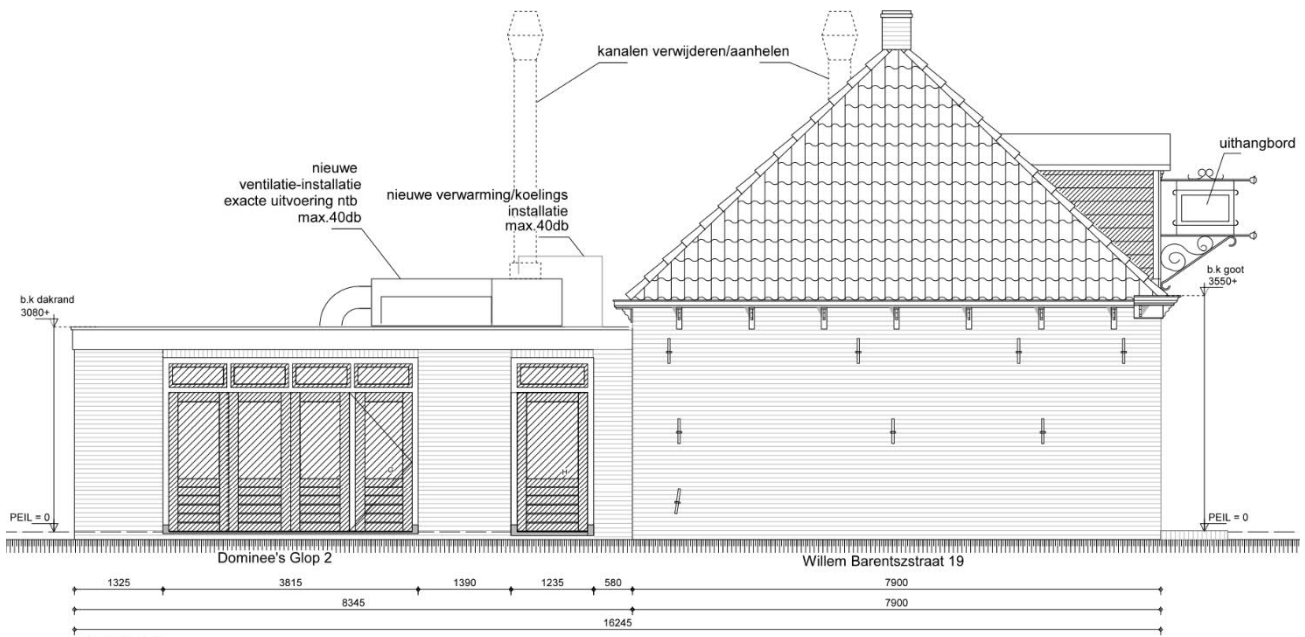 kanalen verwijderen/aanhelen
uithangbord
nieuwe
ventilatie-installatie
exacte uitvoering ntb
max.40db
nieuwe verwarming/koelings
installatie
max.40db
b.k dakrand
3080+
b.k goot
3550+
PEIL = 0
PEIL = 0
Dominee's Glop 2
Willem Barentszstraat 19
1325 3815 1390 1235 580 7900
8345 7900
16245